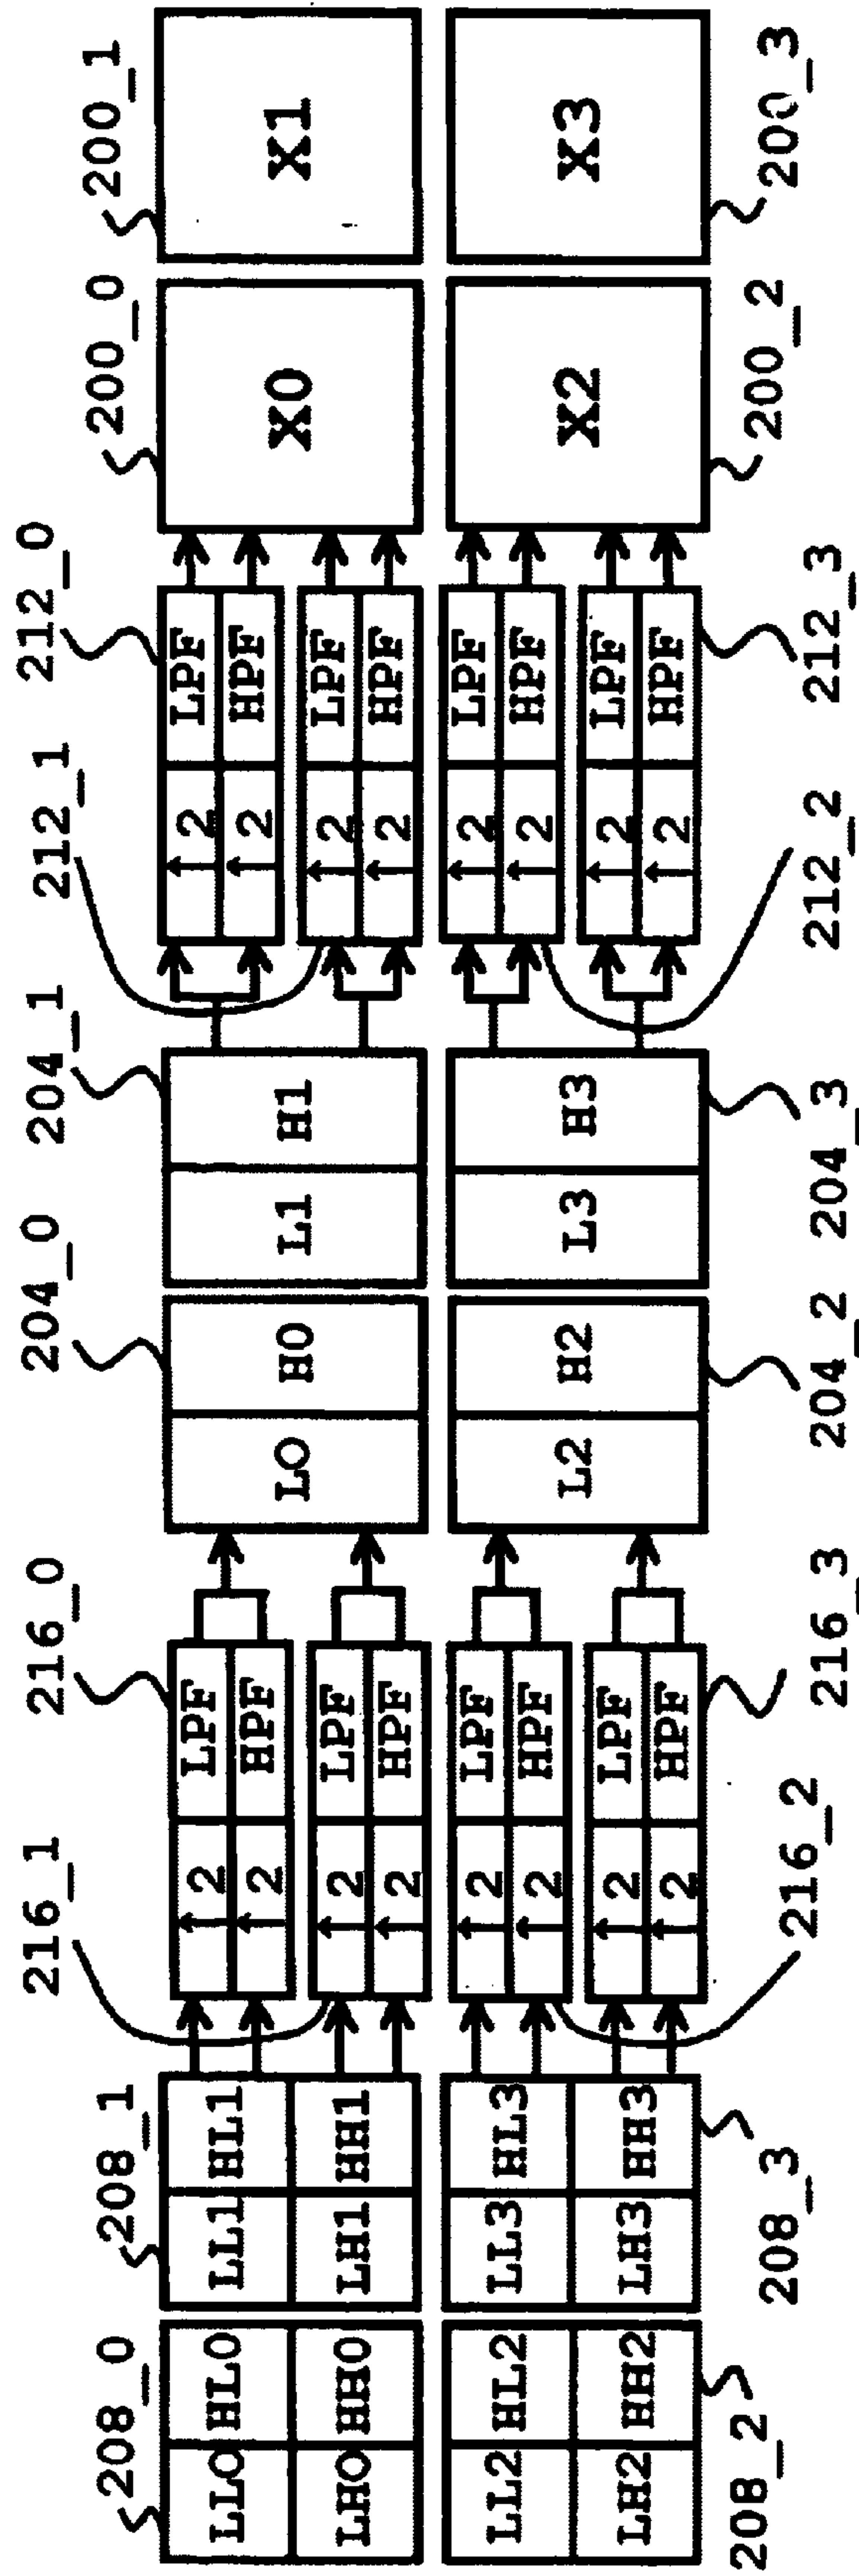 208_0 208_1 216_1 216_0 204_0 204_1 212_1 212_0 200_0 200_1
LL0 HL0 LL1 HL1 ↑2 LPF ↑2 LPF
↑2 HPF ↑2 HPF
L0 H0 L1 H1 X0 X1
LH0 HH0 LH1 HH1 ↑2 LPF ↑2 LPF
↑2 HPF ↑2 HPF
LL2 HL2 LL3 HL3 ↑2 LPF ↑2 LPF
↑2 HPF ↑2 HPF
L2 H2 L3 H3 X2 X3
LH2 HH2 LH3 HH3 ↑2 LPF ↑2 LPF
↑2 HPF ↑2 HPF
208_2 208_3 216_2 216_3 204_2 204_3 212_2 212_3 200_2 200_3